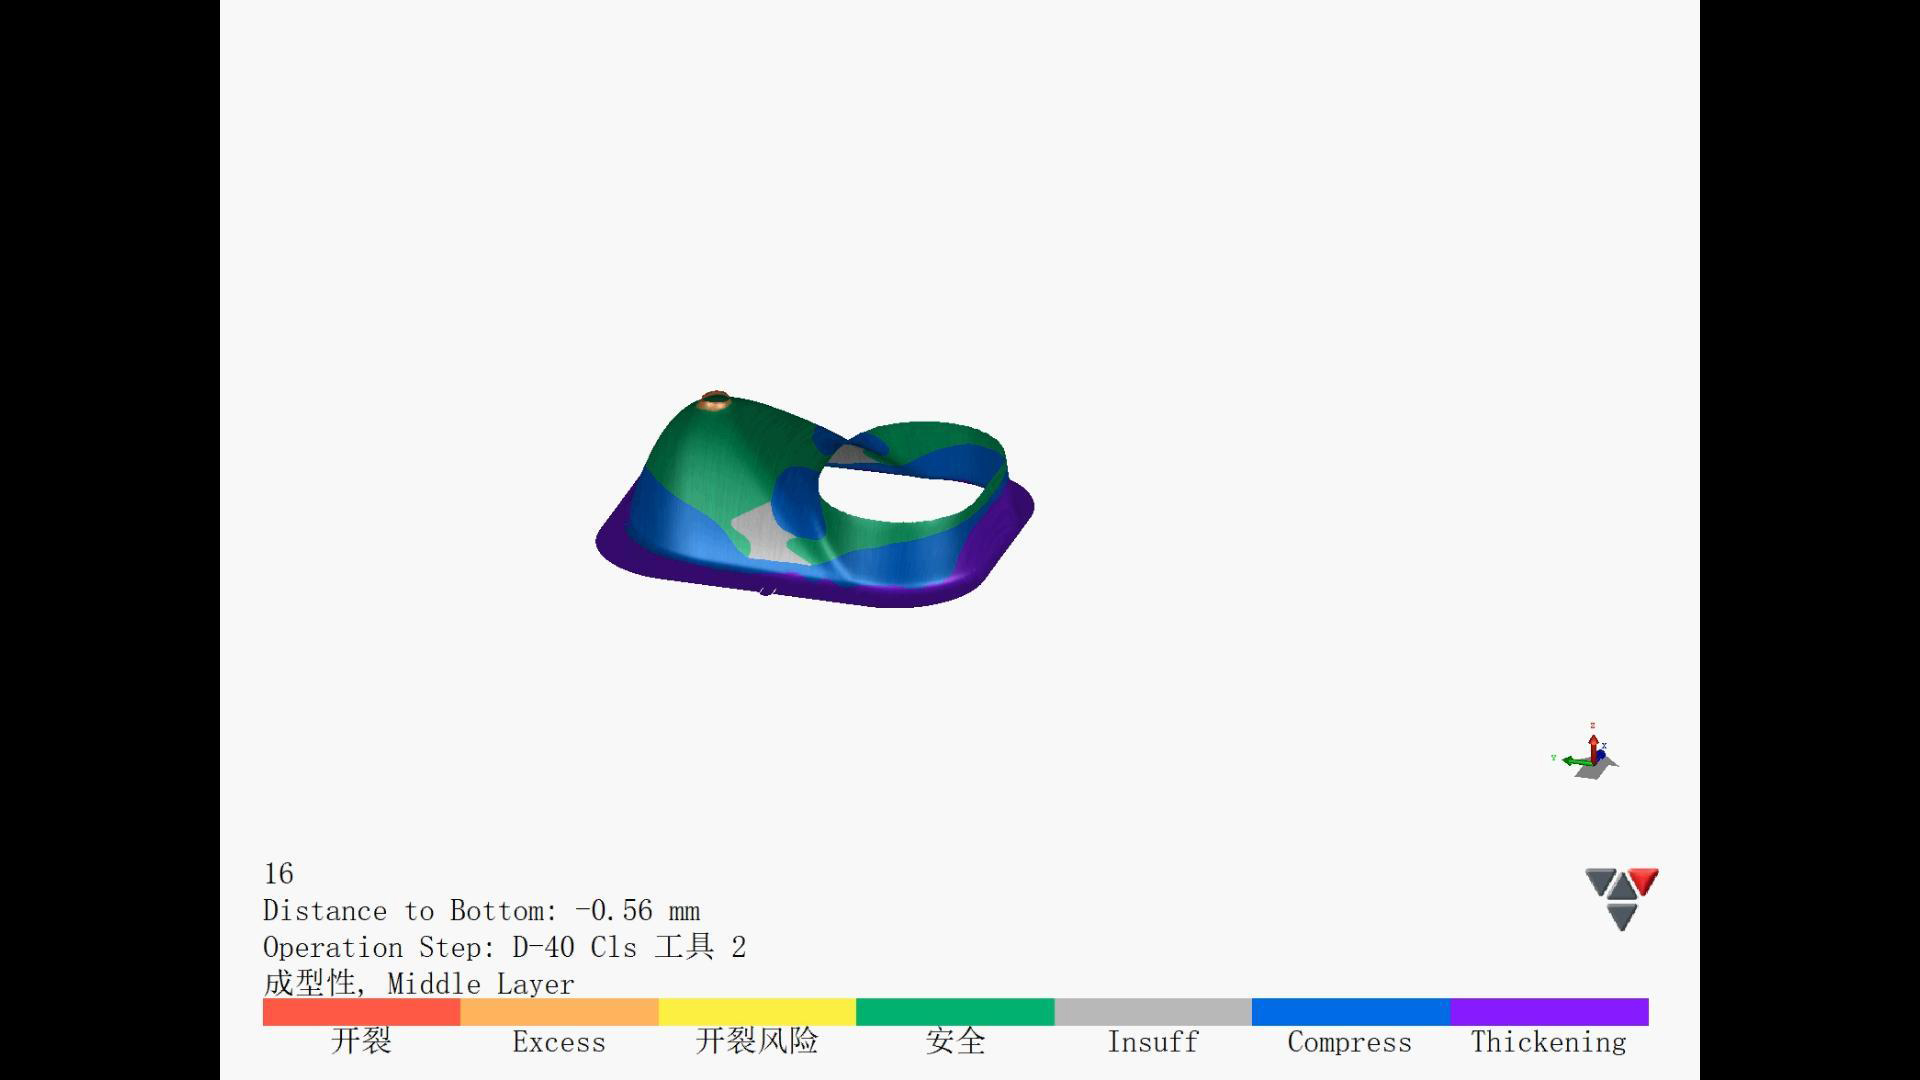 Z
X
Y
16
Distance to Bottom: -0.56 mm
Operation Step: D-40 Cls 工具 2
成型性, Middle Layer
开裂 Excess 开裂风险 安全 Insuff Compress Thickening